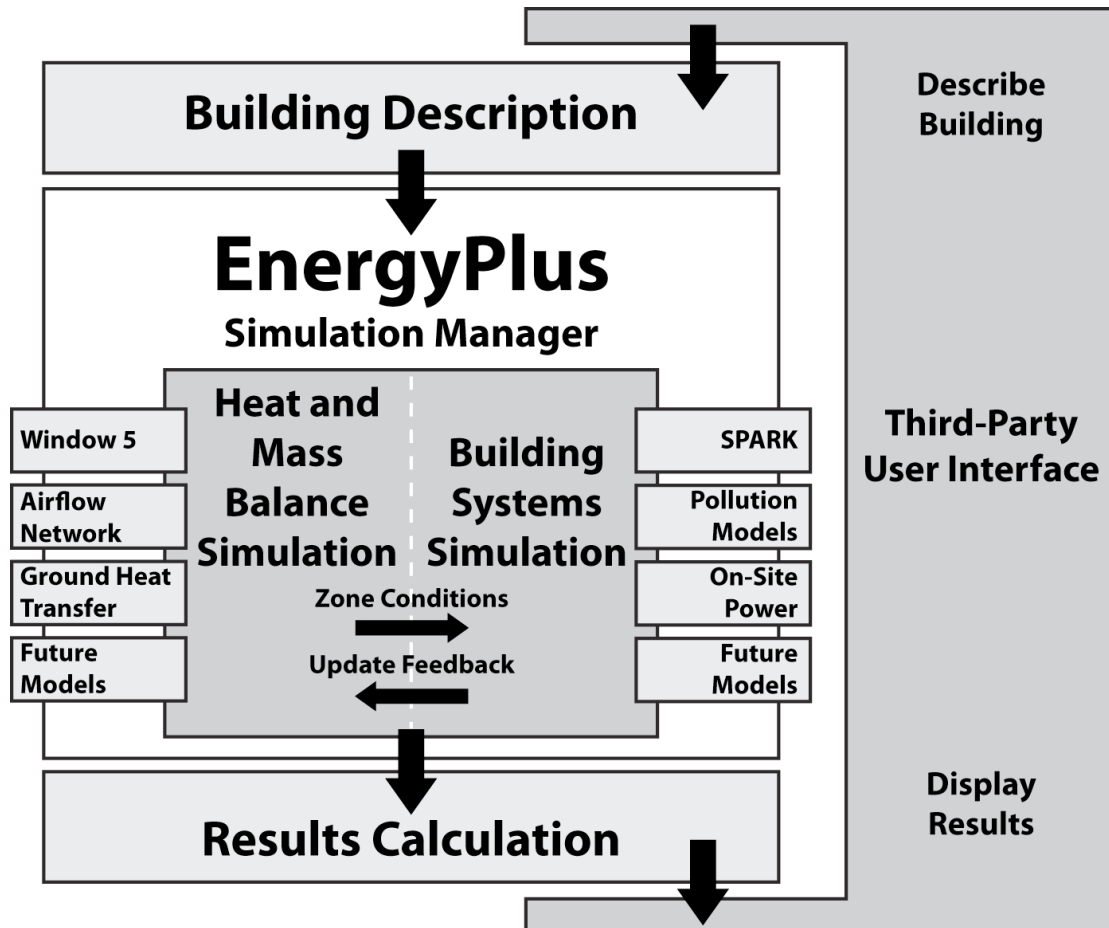 Describe
Building
Building Description
EnergyPlus
Simulation Manager
Heat and
Mass
Balance
Simulation
Building
Systems
Simulation
Zone Conditions
Update Feedback
Window 5
Airflow
Network
Ground Heat
Transfer
Future
Models
SPARK
Pollution
Models
On-Site
Power
Future
Models
Third-Party
User Interface
Results Calculation
Display
Results